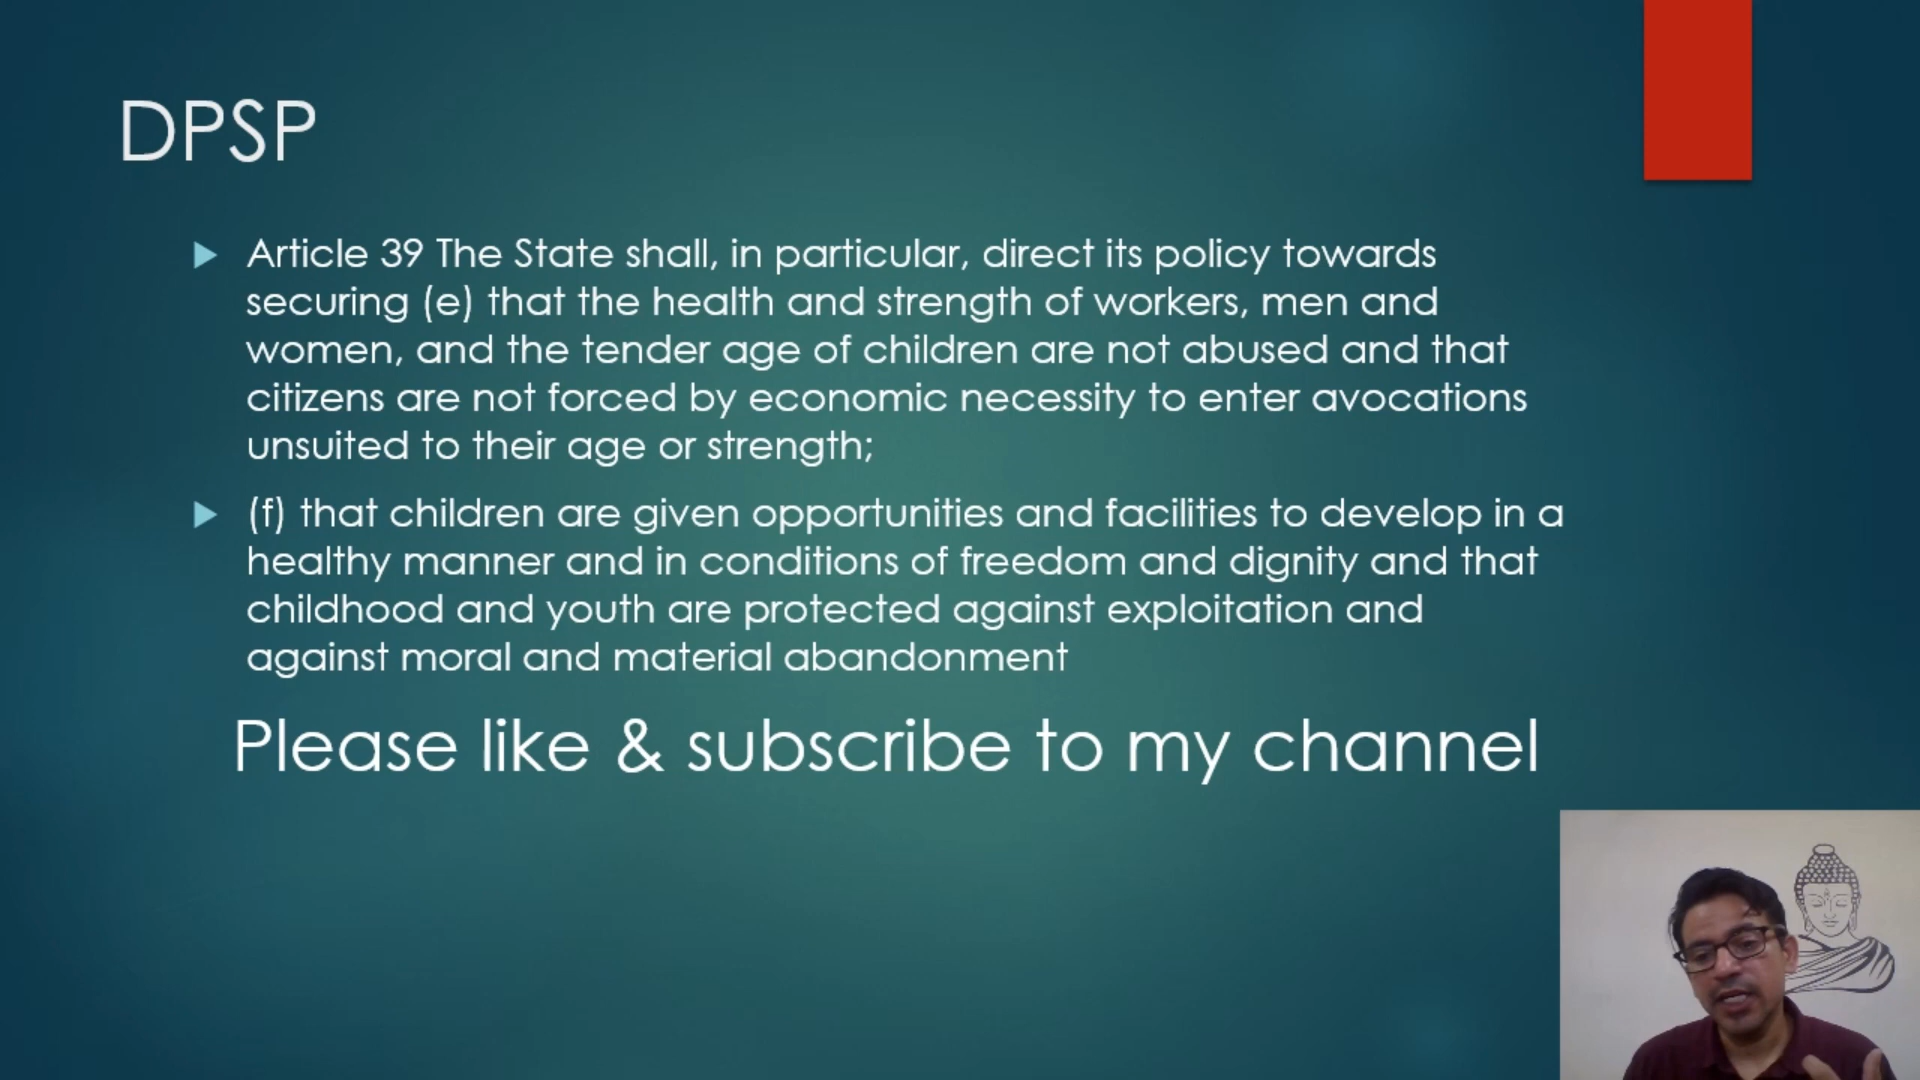 DPSP
Article 39 The State shall, in particular, direct its policy towards
securing (e) that the health and strength of workers, men and
women, and the tender age of children are not abused and that
citizens are not forced by economic necessity to enter avocations
unsuited to their age or strength;
(f) that children are given opportunities and facilities to develop in a
healthy manner and in conditions of freedom and dignity and that
childhood and youth are protected against exploitation and
against moral and material abandonment
Please like & subscribe to my channel